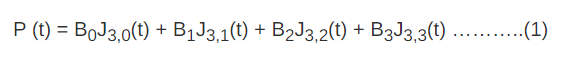 P (t) = B₀J₃,₀(t) + B₁J₃,₁(t) + B₂J₃,₂(t) + B₃J₃,₃(t) ………..(1)